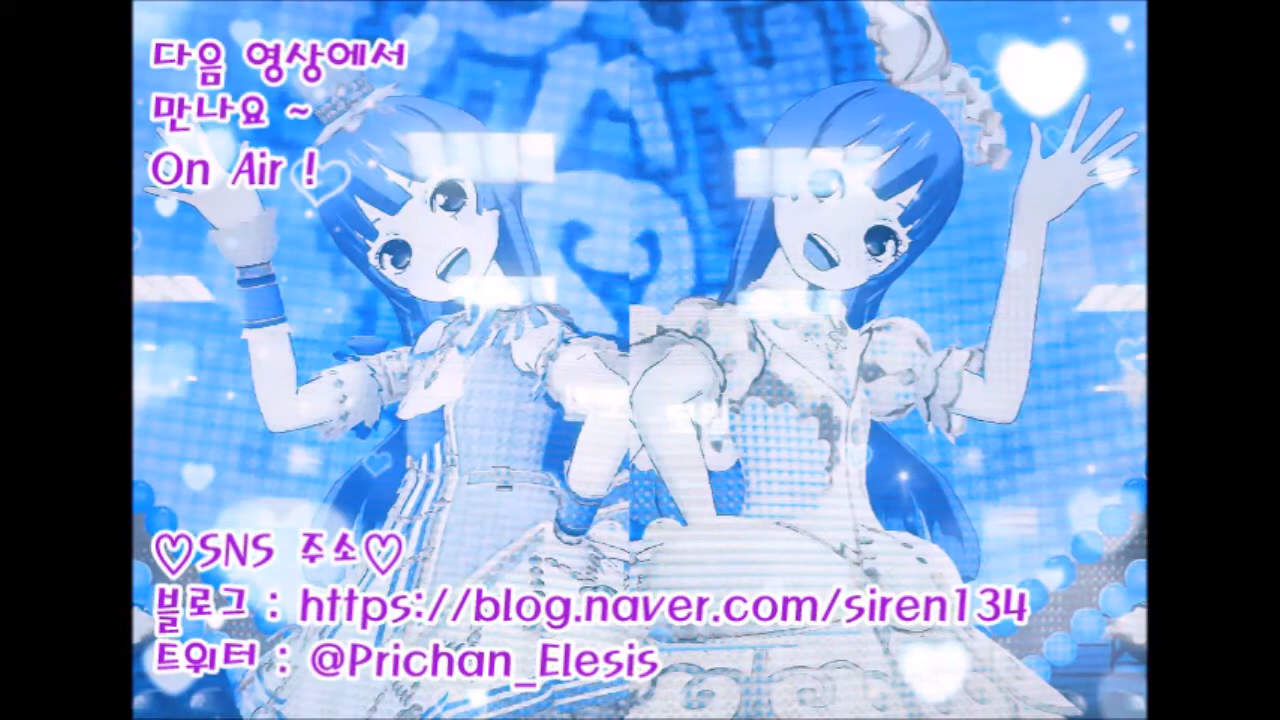 다음 영상에서
만나요 ~
On Air !
♡SNS 주소♡
블로그 : https://blog.naver.com/siren134
트위터 : @Prichan_Elesis